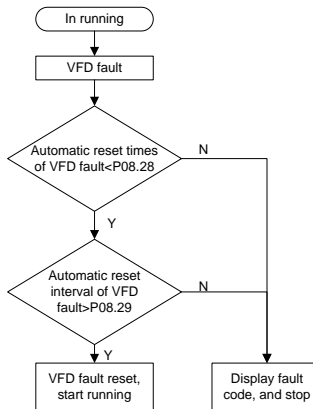 In running
VFD fault
Automatic reset times
of VFD fault<P08.28
N
Y
Automatic reset
interval of VFD
fault>P08.29
N
Y
VFD fault reset,
start running
Display fault
code, and stop